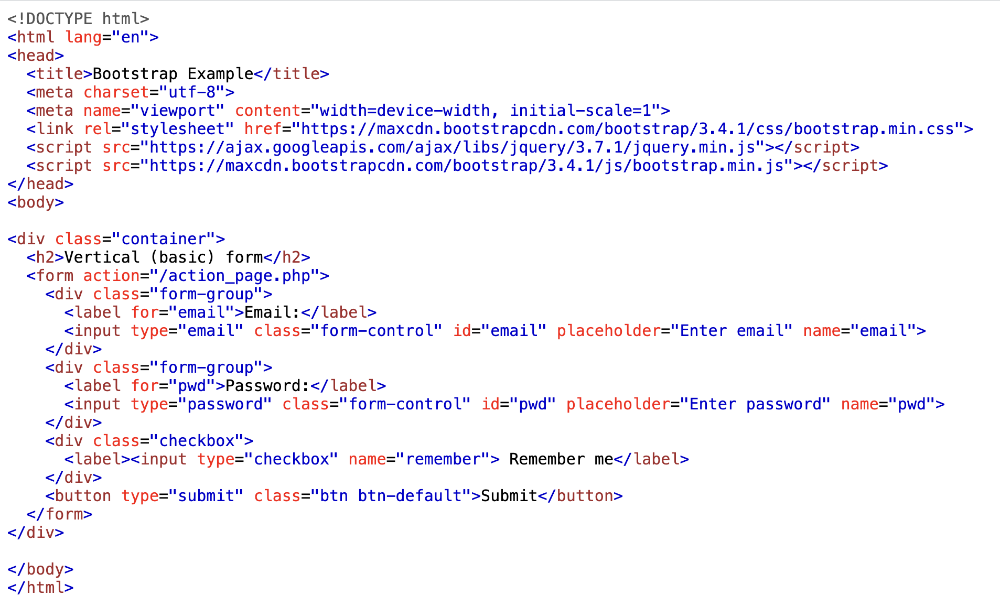 <!DOCTYPE html>
<html lang="en">
<head>
  <title>Bootstrap Example</title>
  <meta charset="utf-8">
  <meta name="viewport" content="width=device-width, initial-scale=1">
  <link rel="stylesheet" href="https://maxcdn.bootstrapcdn.com/bootstrap/3.4.1/css/bootstrap.min.css">
  <script src="https://ajax.googleapis.com/ajax/libs/jquery/3.7.1/jquery.min.js"></script>
  <script src="https://maxcdn.bootstrapcdn.com/bootstrap/3.4.1/js/bootstrap.min.js"></script>
</head>
<body>

<div class="container">
  <h2>Vertical (basic) form</h2>
  <form action="/action_page.php">
    <div class="form-group">
      <label for="email">Email:</label>
      <input type="email" class="form-control" id="email" placeholder="Enter email" name="email">
    </div>
    <div class="form-group">
      <label for="pwd">Password:</label>
      <input type="password" class="form-control" id="pwd" placeholder="Enter password" name="pwd">
    </div>
    <div class="checkbox">
      <label><input type="checkbox" name="remember"> Remember me</label>
    </div>
    <button type="submit" class="btn btn-default">Submit</button>
  </form>
</div>

</body>
</html>